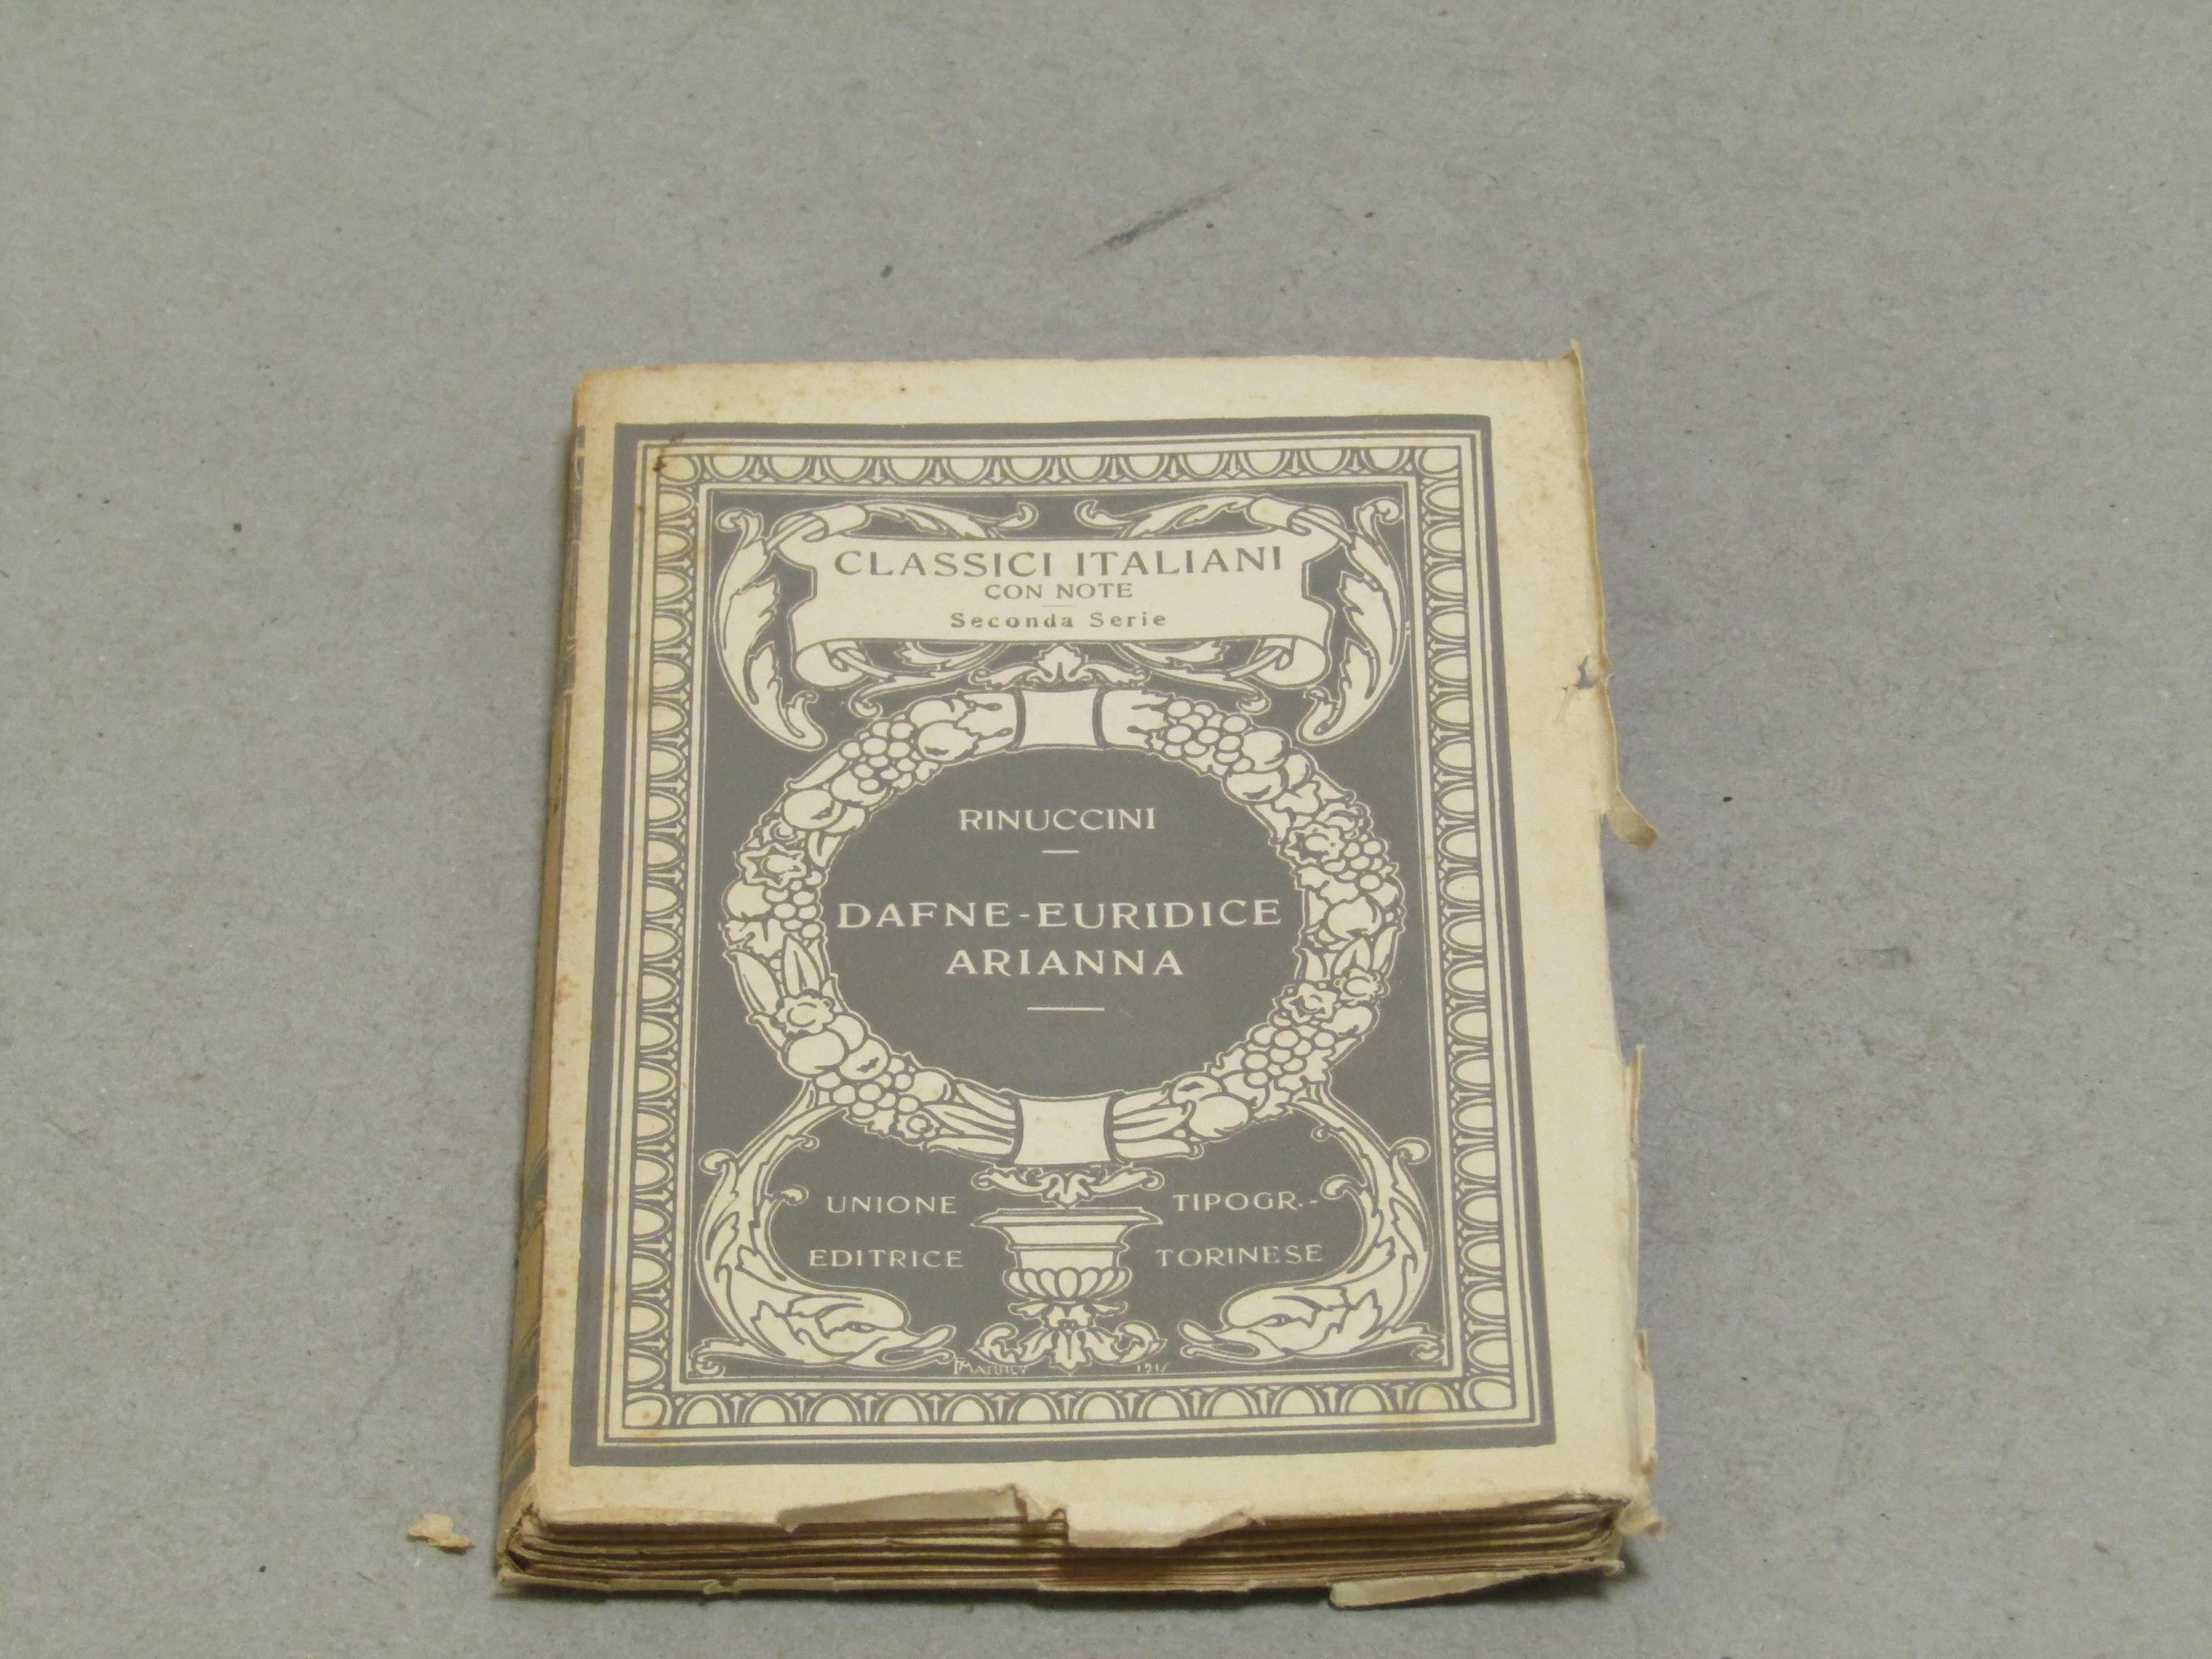 CLASSICI ITALIANI
CON NOTE
Seconda Serie
RINUCCINI
DAFNE-EURIDICE
ARIANNA
UNIONE TIPOGR.-
EDITRICE TORINESE